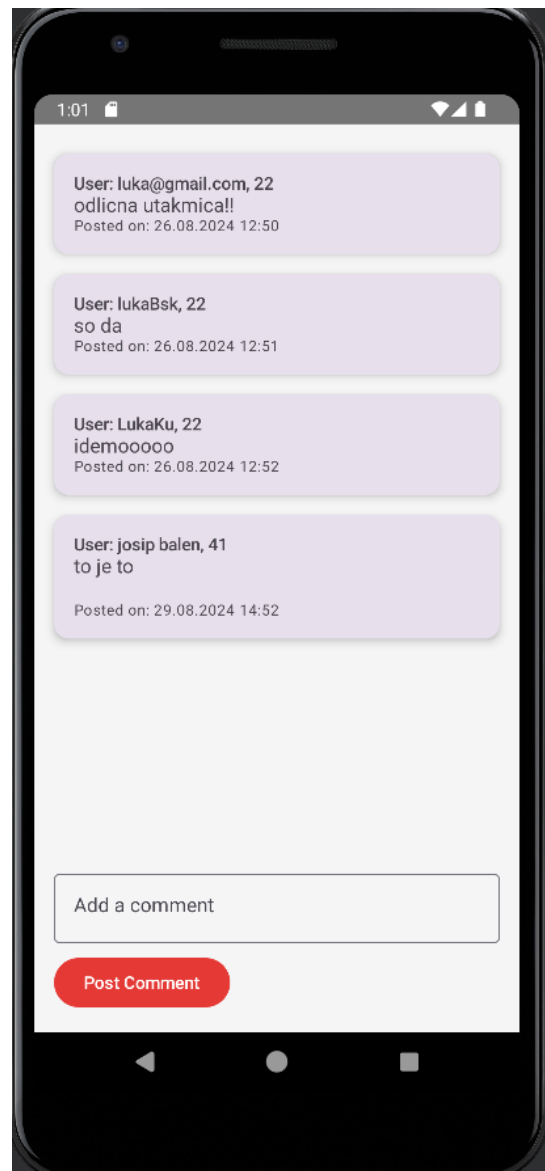 1:01
User: luka@gmail.com, 22
odlicna utakmica!!
Posted on: 26.08.2024 12:50
User: lukaBsk, 22
so da
Posted on: 26.08.2024 12:51
User: LukaKu, 22
idemooooo
Posted on: 26.08.2024 12:52
User: josip balen, 41
to je to
Posted on: 29.08.2024 14:52
Add a comment
Post Comment